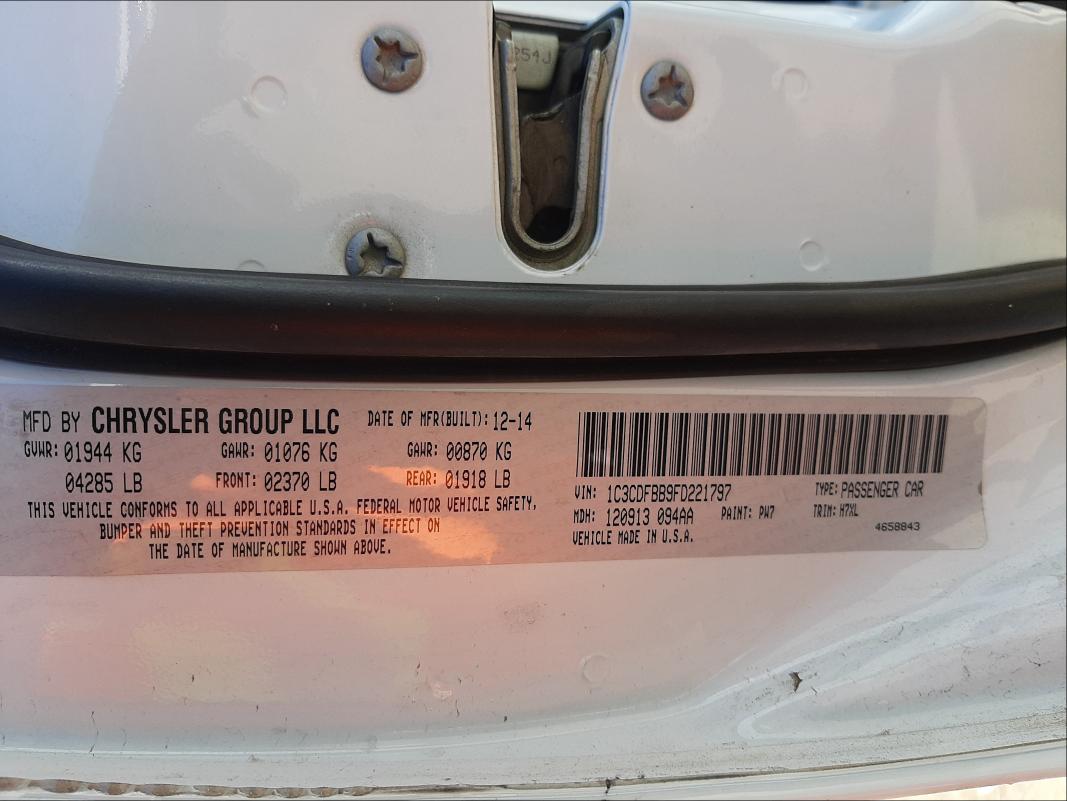 254J
MFD BY CHRYSLER GROUP LLC DATE OF MFR(BUILT): 12-14
GVWR: 01944 KG GAWR: 01076 KG GAWR: 00870 KG
04285 LB FRONT: 02370 LB REAR: 01918 LB
THIS VEHICLE CONFORMS TO ALL APPLICABLE U.S.A. FEDERAL MOTOR VEHICLE SAFETY,
BUMPER AND THEFT PREVENTION STANDARDS IN EFFECT ON
THE DATE OF MANUFACTURE SHOWN ABOVE.
VIN: 1C3CDFBB9FD221797 TYPE: PASSENGER CAR
MDH: 120913 094AA PAINT: PW7 TRIM: H7XL
VEHICLE MADE IN U.S.A. 4658843